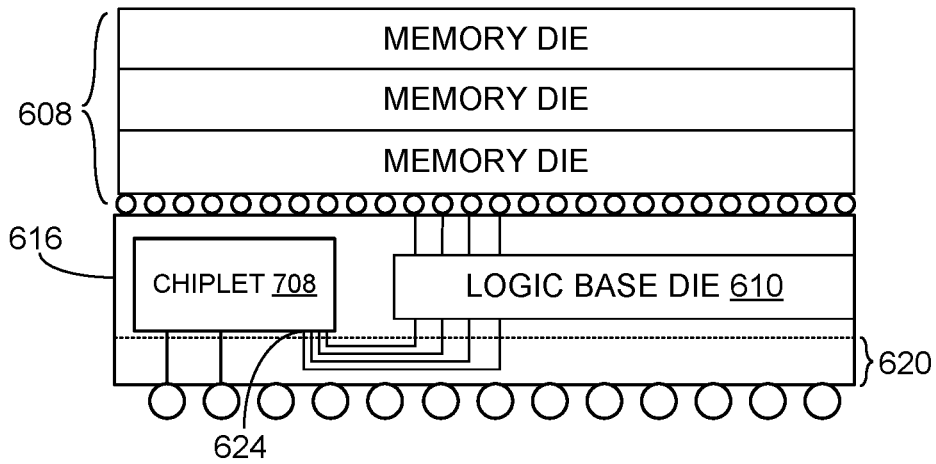 MEMORY DIE
608
MEMORY DIE
MEMORY DIE
616
CHIPLET 708
LOGIC BASE DIE 610
620
624